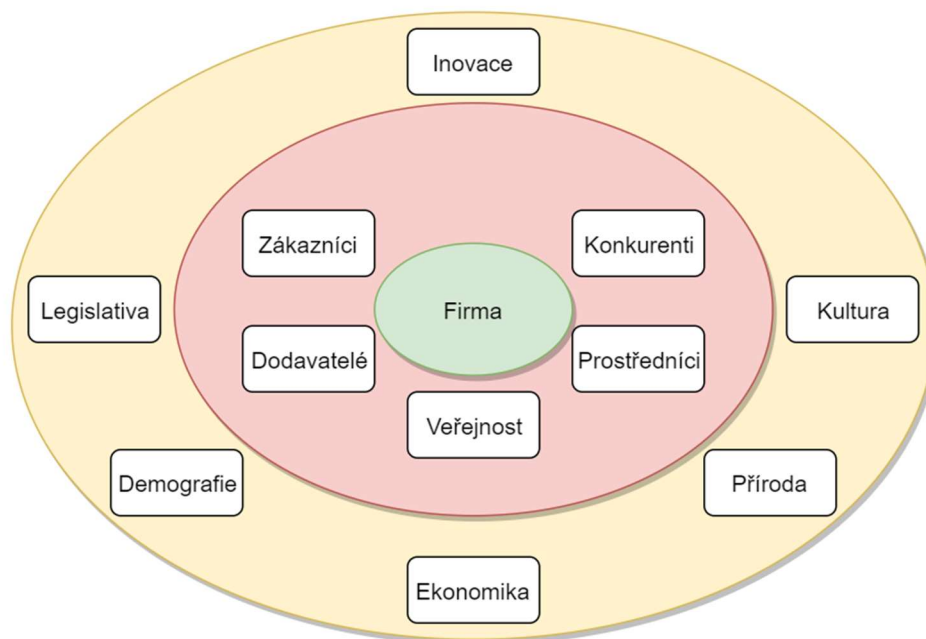 Inovace
Zákazníci
Konkurenti
Legislativa
Firma
Kultura
Dodavatelé
Prostředníci
Veřejnost
Demografie
Příroda
Ekonomika